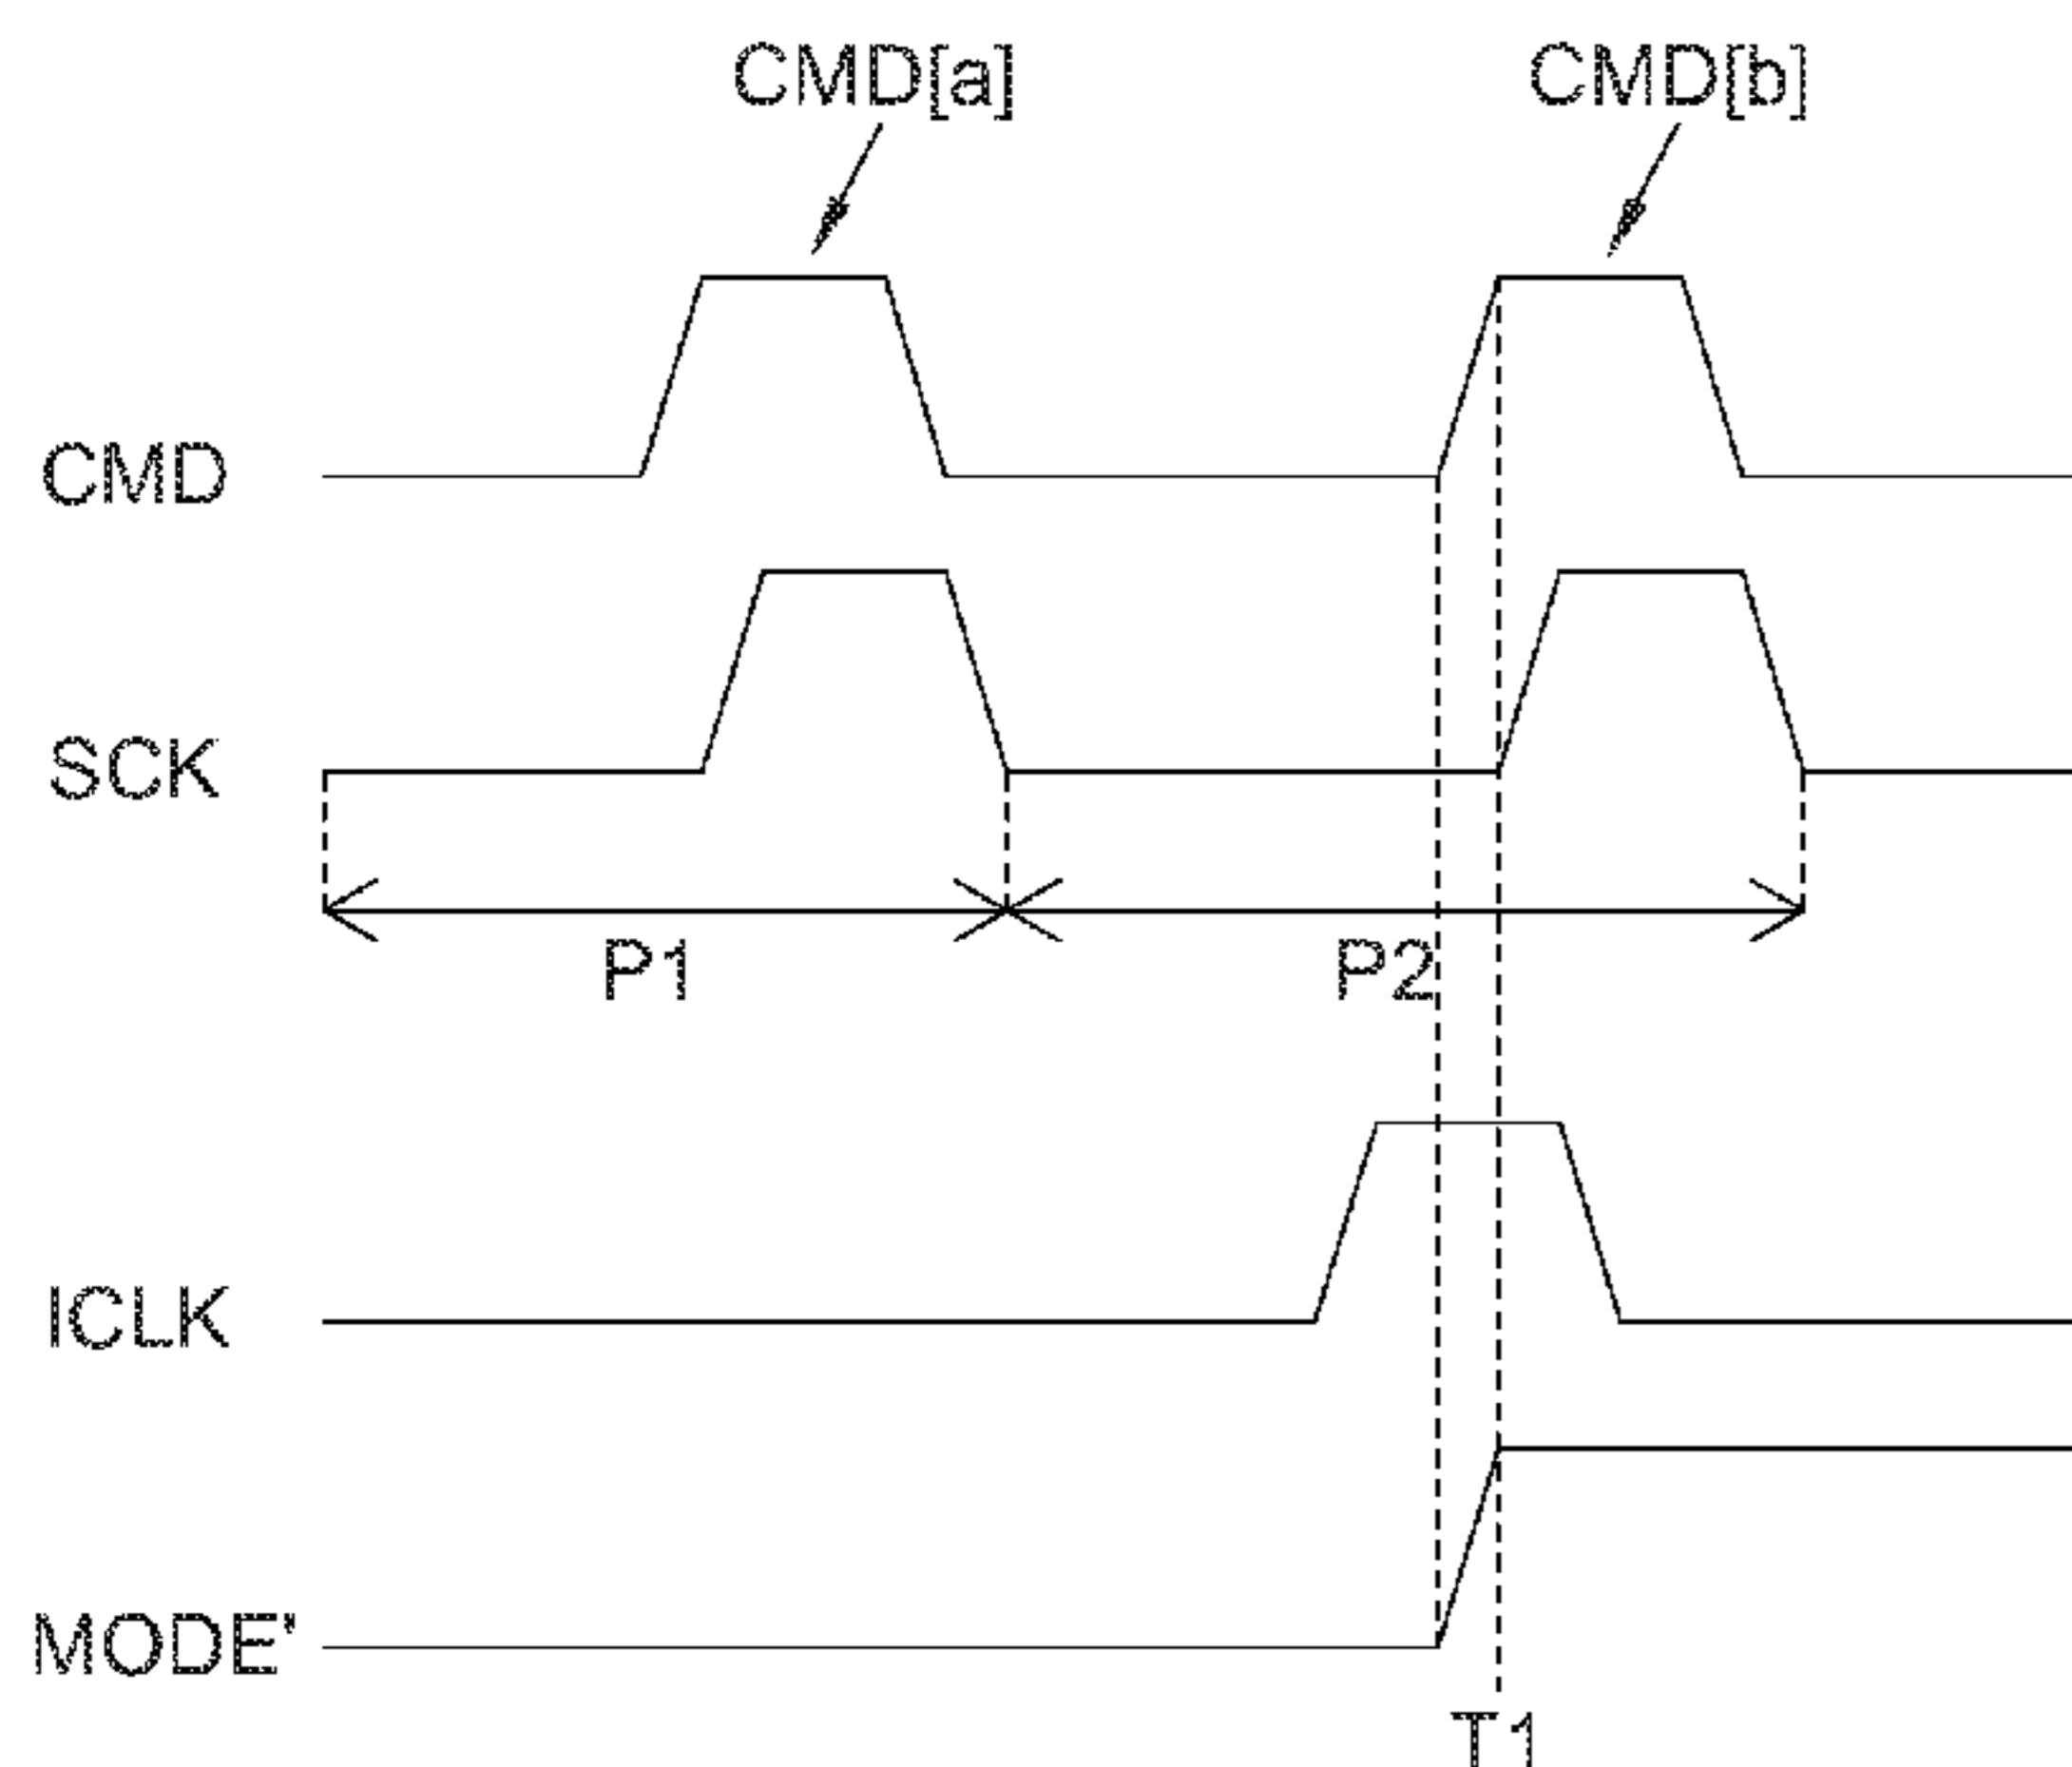 CMD[a] CMD[b]
CMD
SCK
P1 P2
ICLK
MODE'
T1